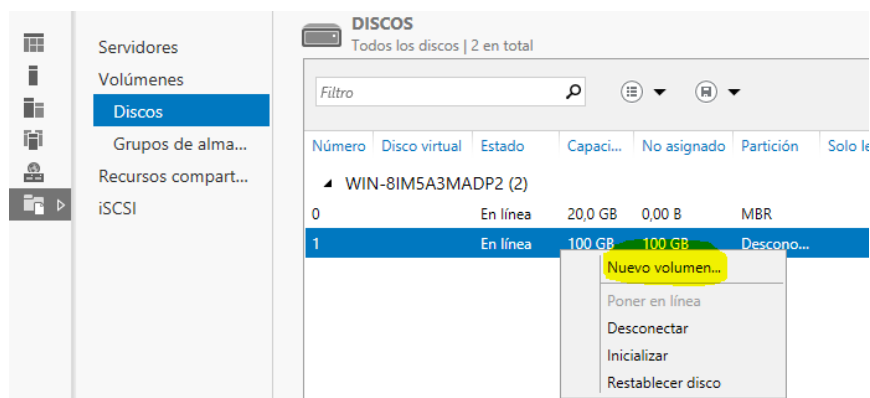 DISCOS
Todos los discos | 2 en total
Servidores
Volúmenes
Discos
Grupos de alma...
Recursos compart...
iSCSI
Filtro
Número Disco virtual Estado Capaci... No asignado Partición Solo le
WIN-8IM5A3MADP2 (2)
0 En línea 20,0 GB 0,00 B MBR
1 En línea 100 GB 100 GB Descono...
Nuevo volumen...
Poner en línea
Desconectar
Inicializar
Restablecer disco